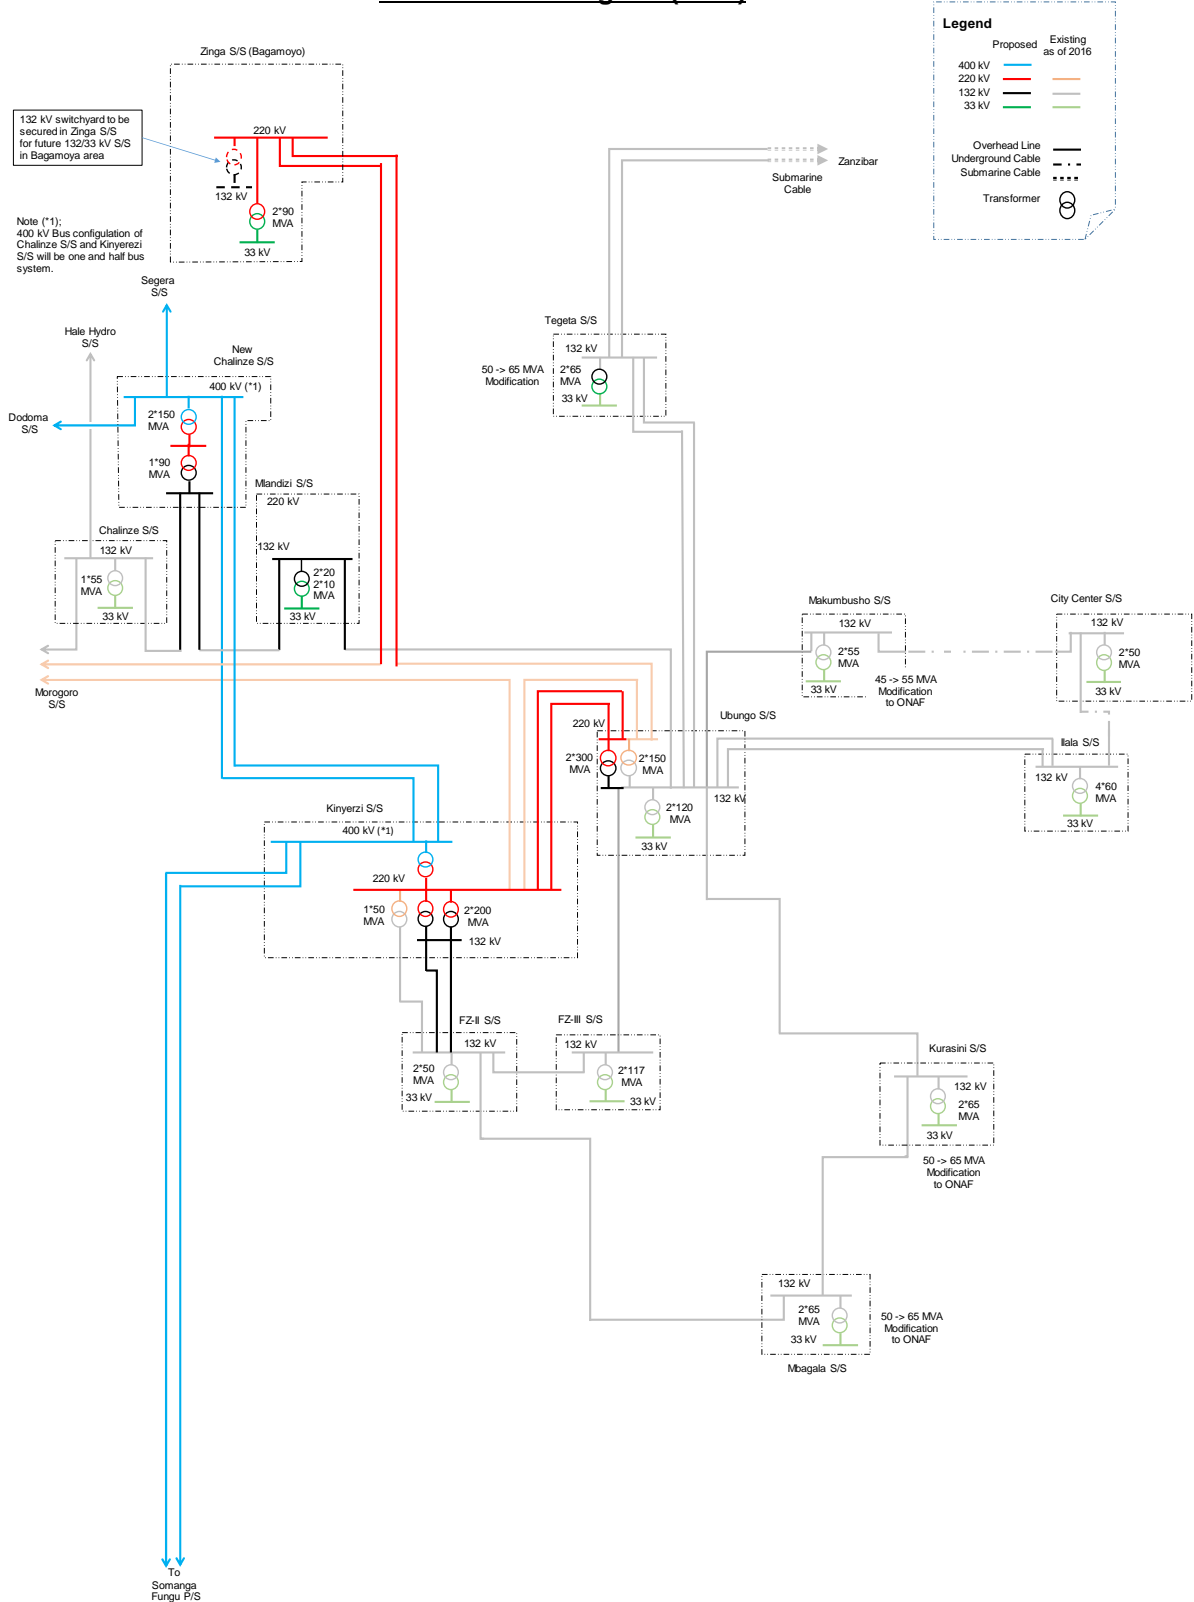 Legend
Proposed
Existing
as of 2016
400 kV
220 kV
132 kV
33 kV
Overhead Line
Underground Cable
Submarine Cable
Transformer
Zinga S/S (Bagamoyo)
132 kV switchyard to be
secured in Zinga S/S
for future 132/33 kV S/S
in Bagamoya area
220 kV
132 kV
2*90
MVA
33 kV
Note (*1);
400 kV Bus configulation of
Chalinze S/S and Kinyerezi
S/S will be one and half bus
system.
Zanzibar
Submarine
Cable
Segera
S/S
Hale Hydro
S/S
New
Chalinze S/S
400 kV (*1)
Dodoma
S/S
2*150
MVA
1*90
MVA
Tegeta S/S
132 kV
50 -> 65 MVA
Modification
2*65
MVA
33 kV
Mlandizi S/S
220 kV
132 kV
2*20
2*10
MVA
33 kV
Chalinze S/S
132 kV
1*55
MVA
33 kV
Morogoro
S/S
Makumbusho S/S
132 kV
2*55
MVA
33 kV
45 -> 55 MVA
Modification
to ONAF
City Center S/S
132 kV
2*50
MVA
33 kV
Ubungo S/S
220 kV
2*300
MVA
2*150
MVA
132 kV
2*120
MVA
33 kV
Ilala S/S
132 kV
4*60
MVA
33 kV
Kinyerzi S/S
400 kV (*1)
220 kV
1*50
MVA
2*200
MVA
132 kV
FZ-II S/S
132 kV
2*50
MVA
33 kV
FZ-III S/S
132 kV
2*117
MVA
33 kV
Kurasini S/S
132 kV
2*65
MVA
33 kV
50 -> 65 MVA
Modification
to ONAF
132 kV
2*65
MVA
33 kV
50 -> 65 MVA
Modification
to ONAF
Mbagala S/S
To
Somanga
Fungu P/S